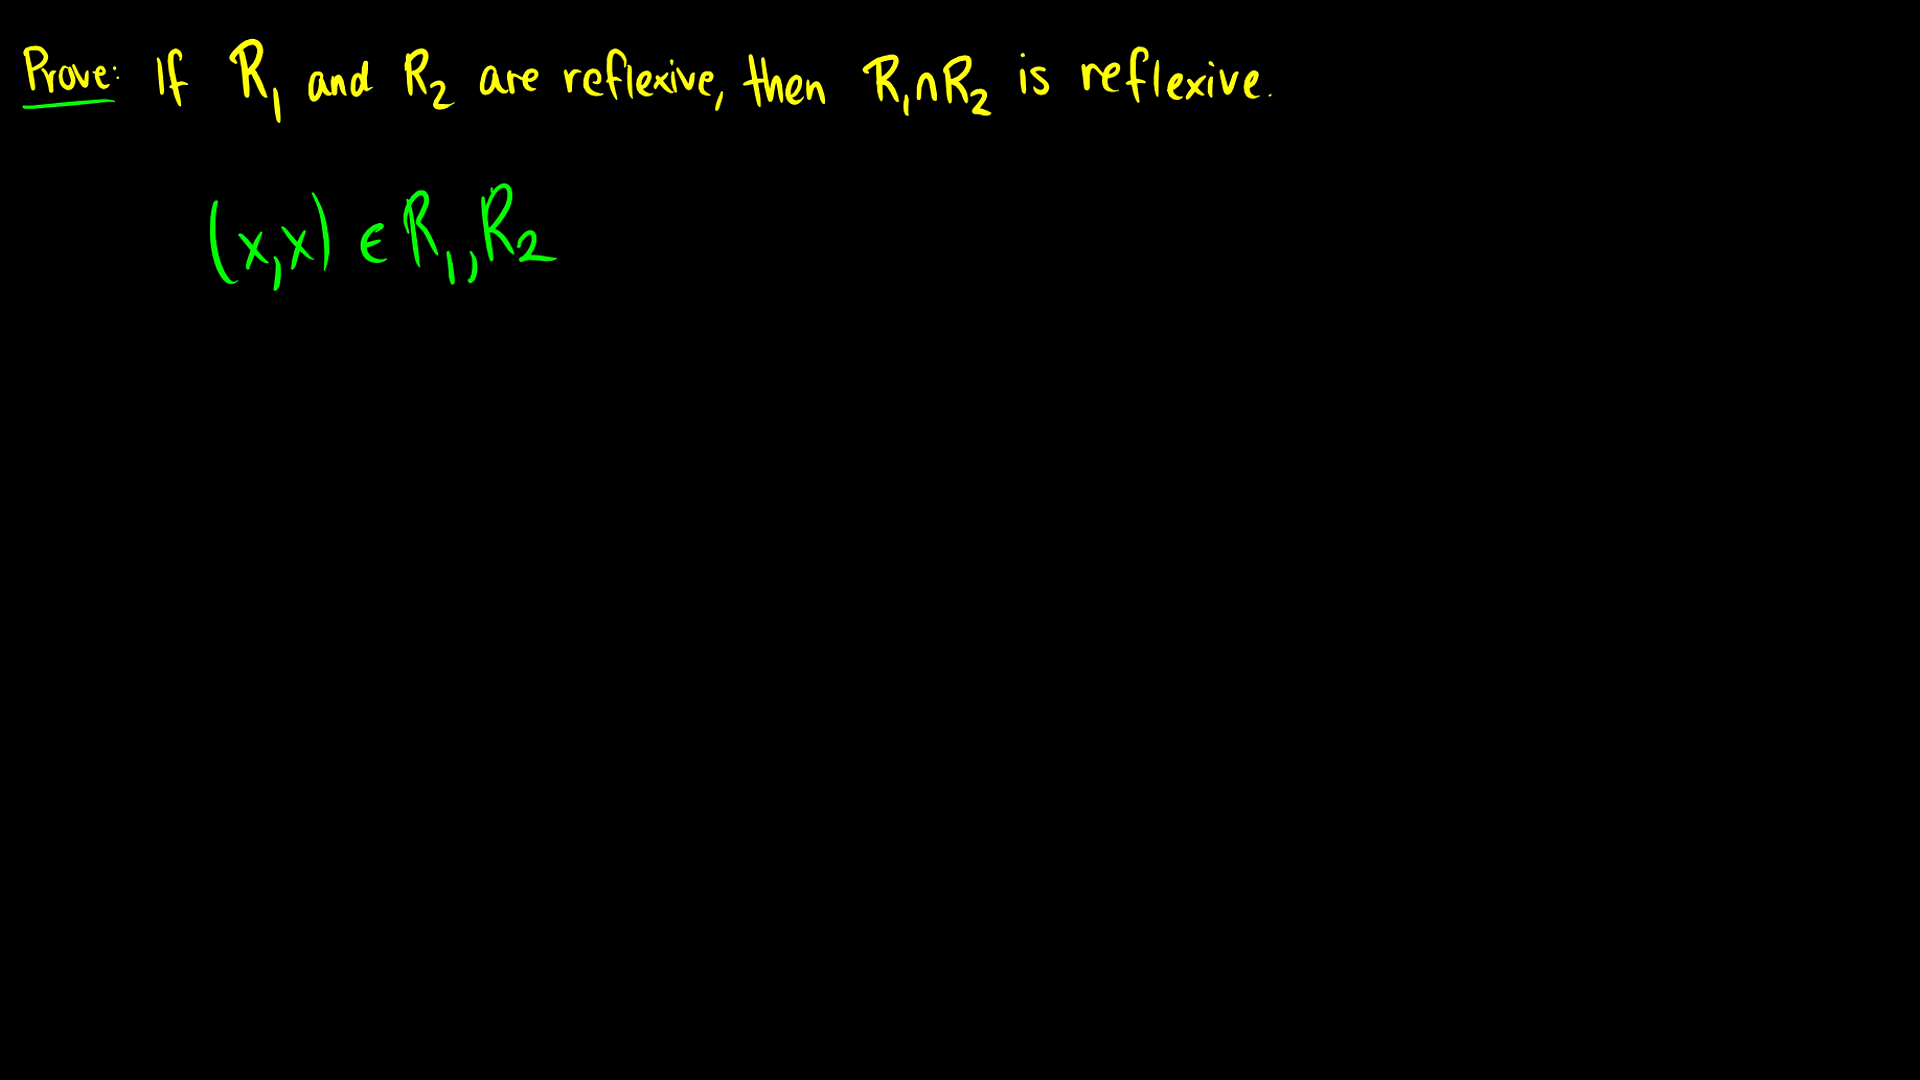 Prove: If R₁ and R₂ are reflexive, then R₁∩R₂ is reflexive.
(x,x) ∈ R₁,R₂